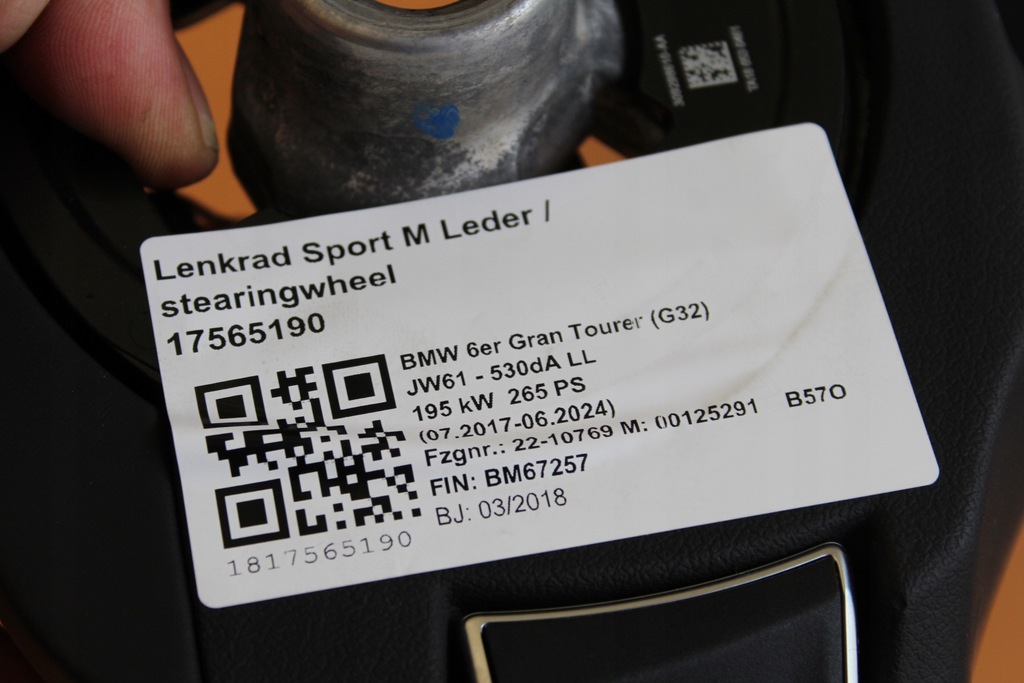 Lenkrad Sport M Leder /
stearingwheel
17565190
BMW 6er Gran Tourer (G32)
JW61 - 530dA LL
195 kW 265 PS
(07.2017-06.2024)
Fzgnr.: 22-10769 M: 00125291 B57O
FIN: BM67257
BJ: 03/2018
1817565190